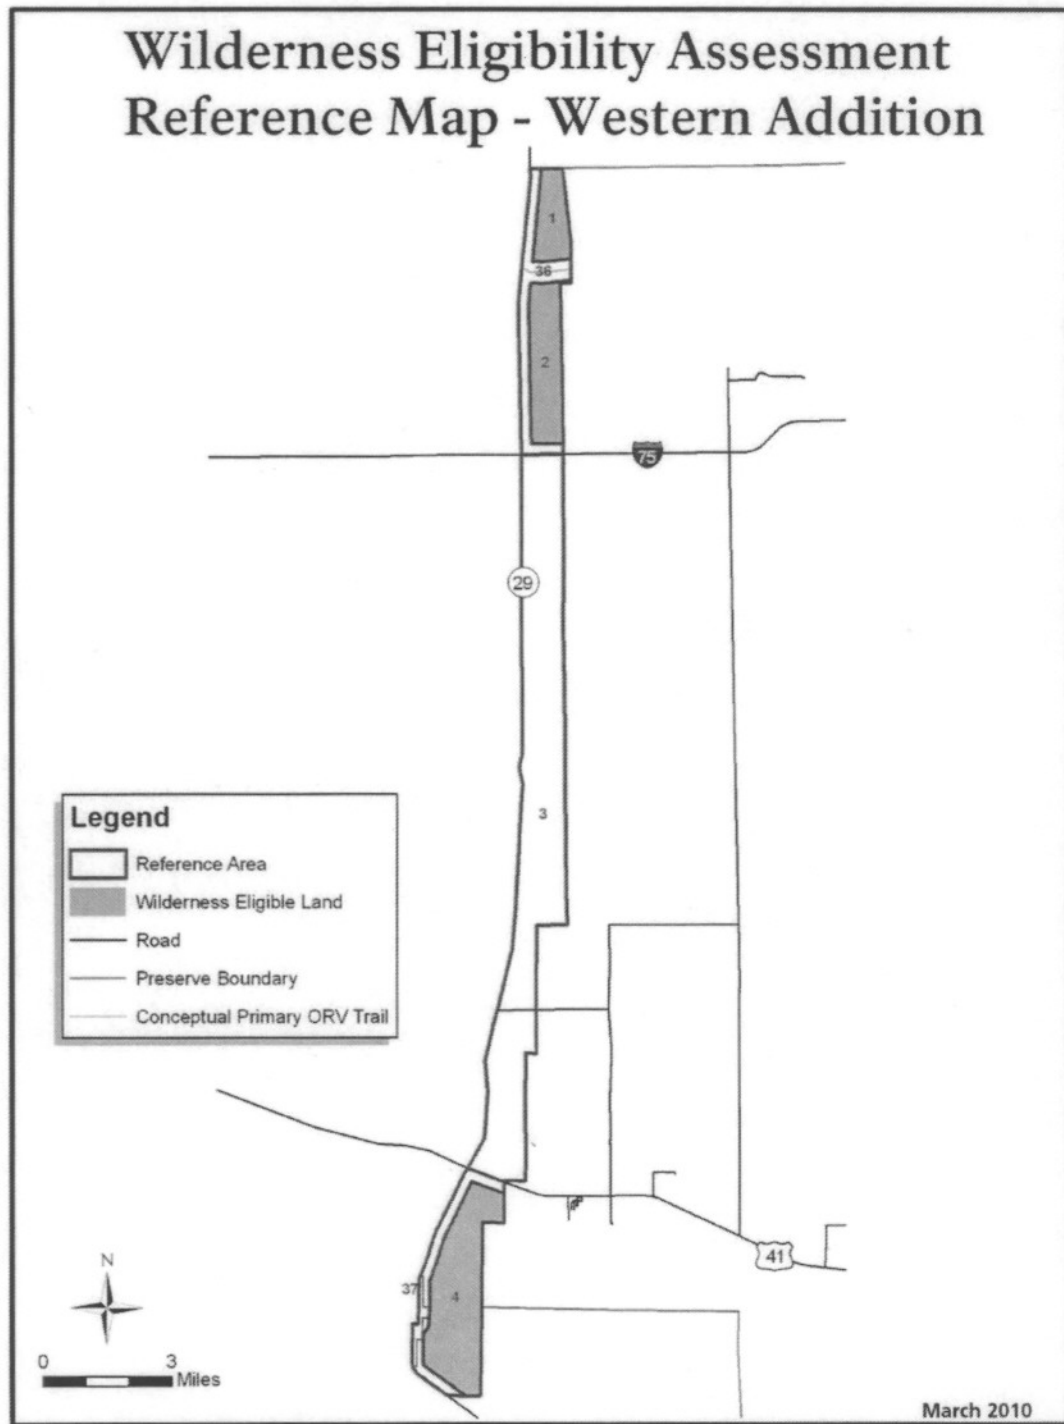 Wilderness Eligibility Assessment
Reference Map - Western Addition
1
36
2
75
29
3
Legend
Reference Area
Wilderness Eligible Land
Road
Preserve Boundary
Conceptual Primary ORV Trail
41
N
37
4
0 3
Miles
March 2010